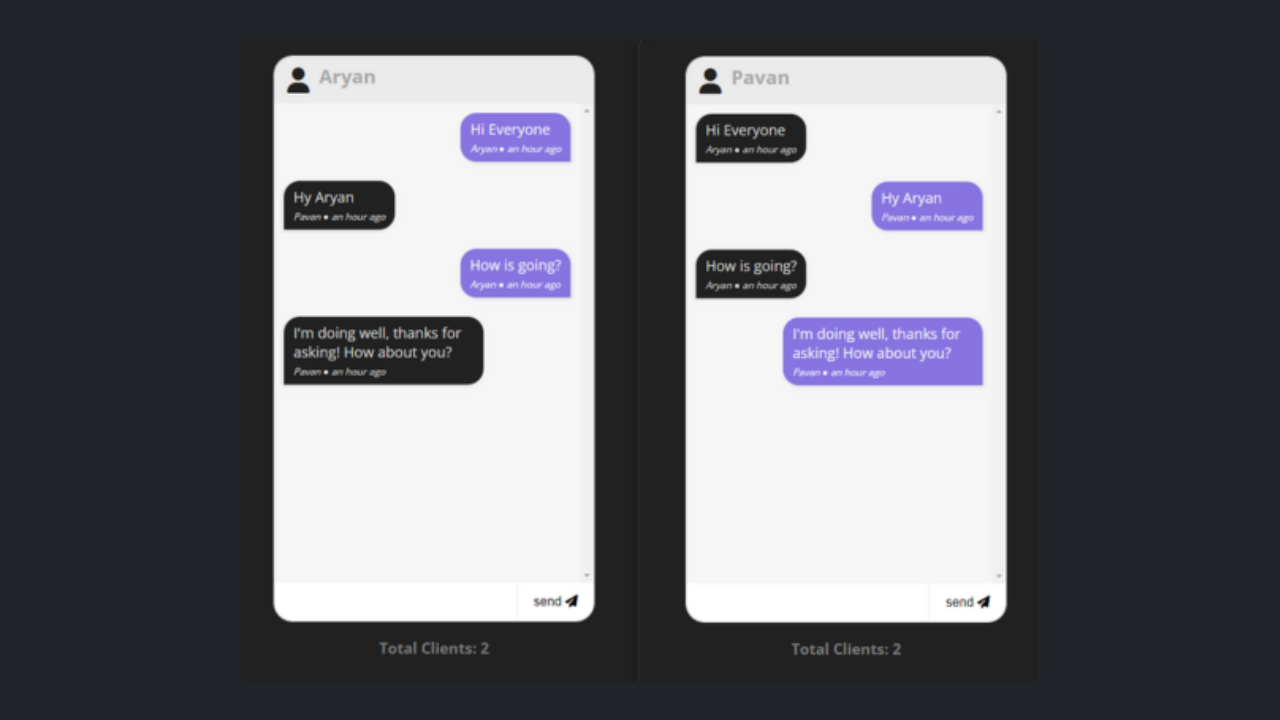 Aryan
Hi Everyone
Aryan ● an hour ago
Hy Aryan
Pavan ● an hour ago
How is going?
Aryan ● an hour ago
I'm doing well, thanks for
asking! How about you?
Pavan ● an hour ago
send
Total Clients: 2
Pavan
Hi Everyone
Aryan ● an hour ago
Hy Aryan
Pavan ● an hour ago
How is going?
Aryan ● an hour ago
I'm doing well, thanks for
asking! How about you?
Pavan ● an hour ago
send
Total Clients: 2